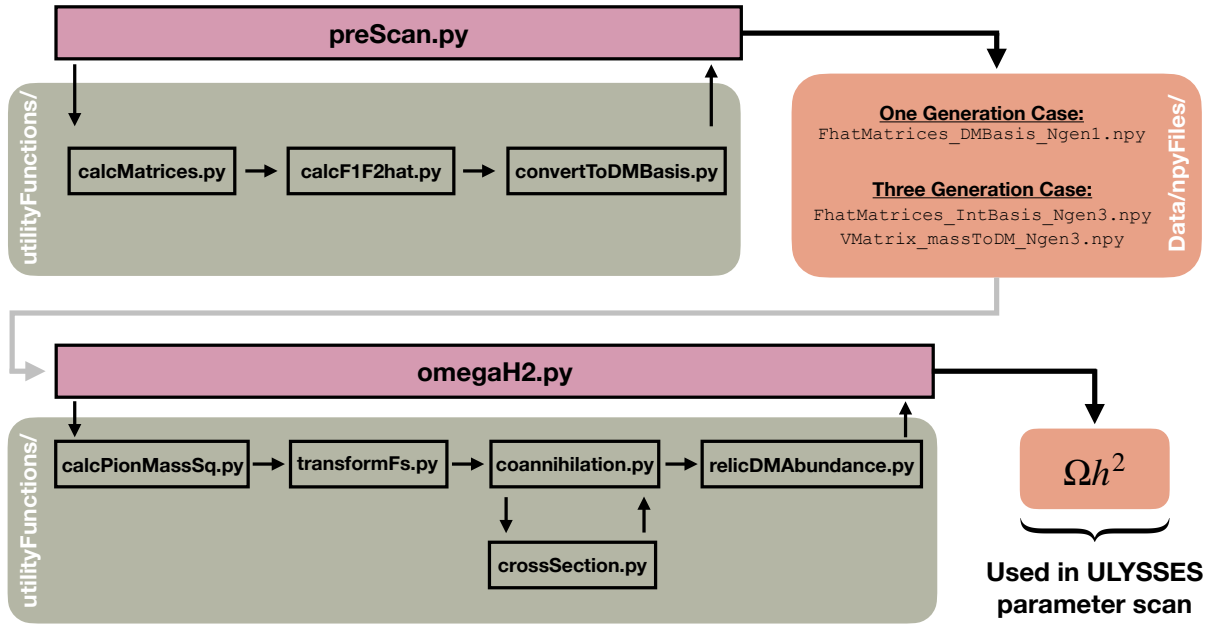 preScan.py
utilityFunctions/
calcMatrices.py
calcF1F2hat.py
convertToDMBasis.py
One Generation Case:
FhatMatrices_DMBasis_Ngen1.npy
Three Generation Case:
FhatMatrices_IntBasis_Ngen3.npy
VMatrix_massToDM_Ngen3.npy
Data/npyFiles/
omegaH2.py
utilityFunctions/
calcPionMassSq.py
transformFs.py
coannihilation.py
relicDMAbundance.py
crossSection.py
Ωh²
Used in ULYSSES
parameter scan